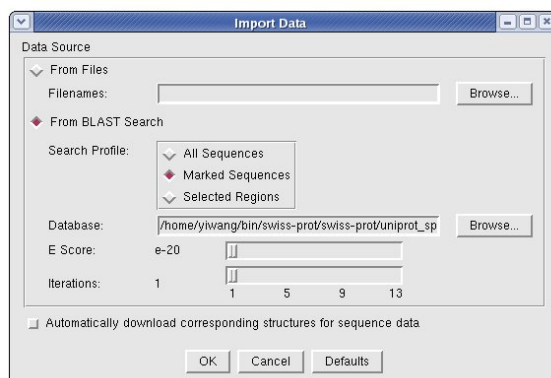 Import Data
Data Source
From Files
Filenames: Browse...
From BLAST Search
Search Profile: All Sequences
Marked Sequences
Selected Regions
Database: /home/yiwang/bin/swiss-prot/swiss-prot/uniprot_sp Browse...
E Score: e-20
Iterations: 1
1 5 9 13
Automatically download corresponding structures for sequence data
OK Cancel Defaults